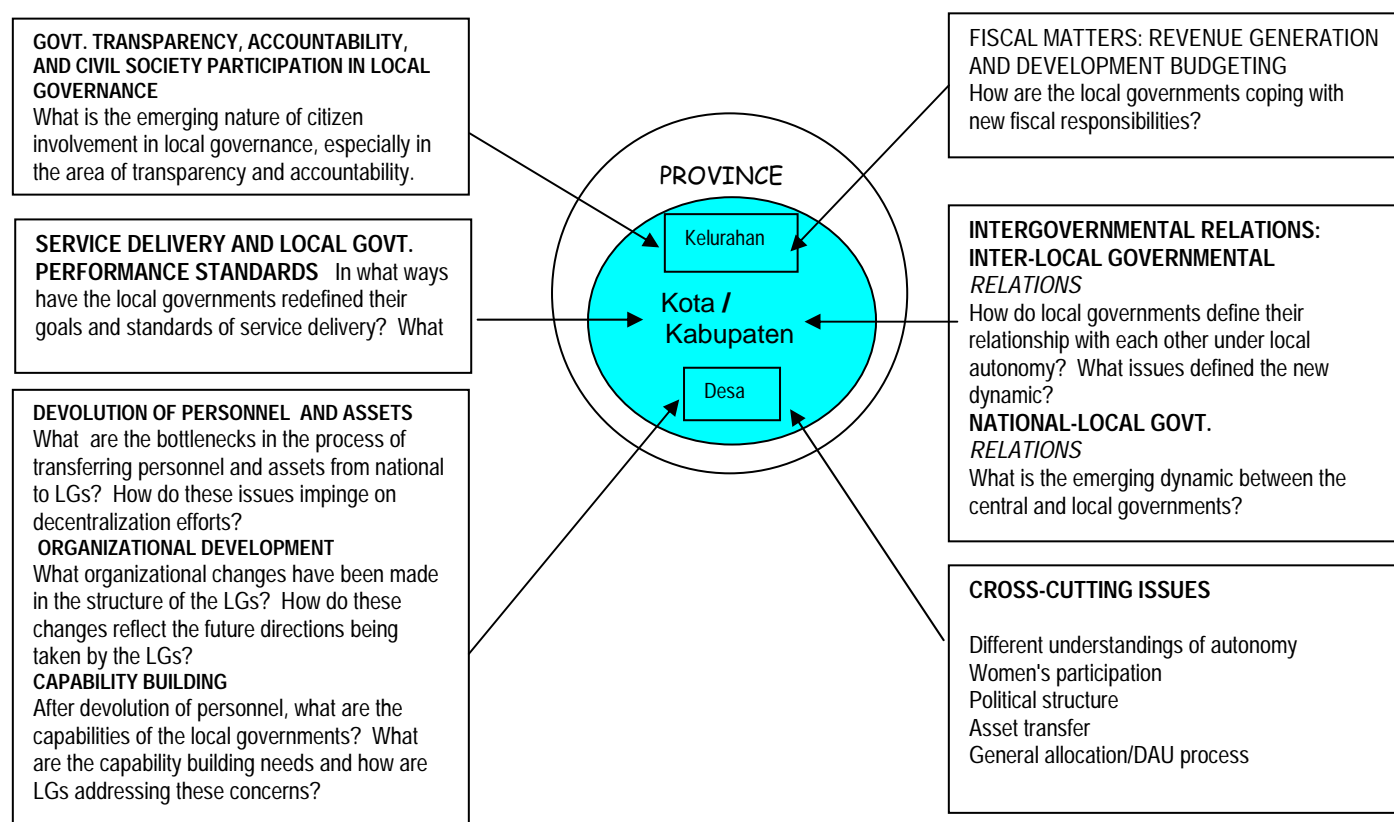 GOVT. TRANSPARENCY, ACCOUNTABILITY,
AND CIVIL SOCIETY PARTICIPATION IN LOCAL
GOVERNANCE
What is the emerging nature of citizen
involvement in local governance, especially in
the area of transparency and accountability.
SERVICE DELIVERY AND LOCAL GOVT.
PERFORMANCE STANDARDS In what ways
have the local governments redefined their
goals and standards of service delivery? What
DEVOLUTION OF PERSONNEL AND ASSETS
What are the bottlenecks in the process of
transferring personnel and assets from national
to LGs? How do these issues impinge on
decentralization efforts?
ORGANIZATIONAL DEVELOPMENT
What organizational changes have been made
in the structure of the LGs? How do these
changes reflect the future directions being
taken by the LGs?
CAPABILITY BUILDING
After devolution of personnel, what are the
capabilities of the local governments? What
are the capability building needs and how are
LGs addressing these concerns?
PROVINCE
Kelurahan
Kota /
Kabupaten
Desa
FISCAL MATTERS: REVENUE GENERATION
AND DEVELOPMENT BUDGETING
How are the local governments coping with
new fiscal responsibilities?
INTERGOVERNMENTAL RELATIONS:
INTER-LOCAL GOVERNMENTAL
RELATIONS
How do local governments define their
relationship with each other under local
autonomy? What issues defined the new
dynamic?
NATIONAL-LOCAL GOVT.
RELATIONS
What is the emerging dynamic between the
central and local governments?
CROSS-CUTTING ISSUES
Different understandings of autonomy
Women's participation
Political structure
Asset transfer
General allocation/DAU process